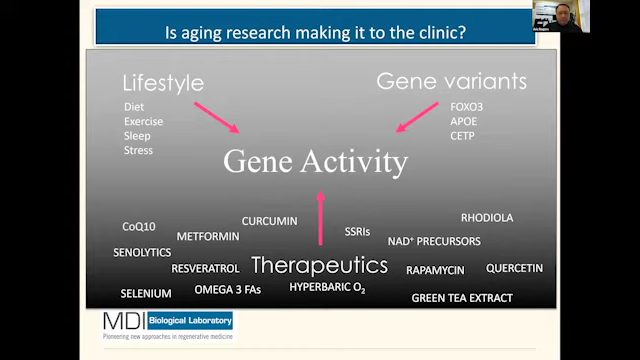 Is aging research making it to the clinic?
Lifestyle
Diet
Exercise
Sleep
Stress
Gene variants
FOXO3
APOE
CETP
Gene Activity
CoQ10
METFORMIN
CURCUMIN
SSRIs
NAD⁺ PRECURSORS
RHODIOLA
SENOLYTICS
RESVERATROL
Therapeutics
RAPAMYCIN
QUERCETIN
SELENIUM
OMEGA 3 FAs
HYPERBARIC O₂
GREEN TEA EXTRACT
MDI Biological Laboratory
Pioneering new approaches in regenerative medicine